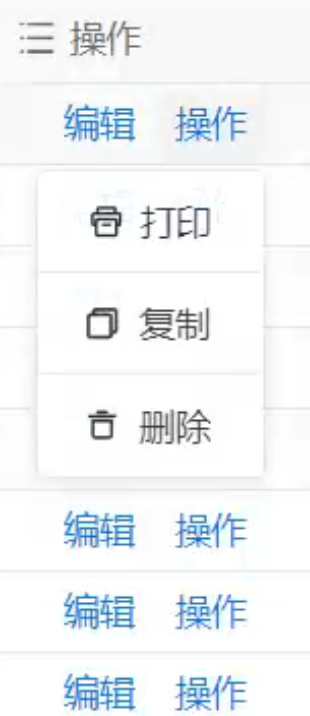 操作
编辑 操作
打印
复制
删除
编辑 操作
编辑 操作
编辑 操作